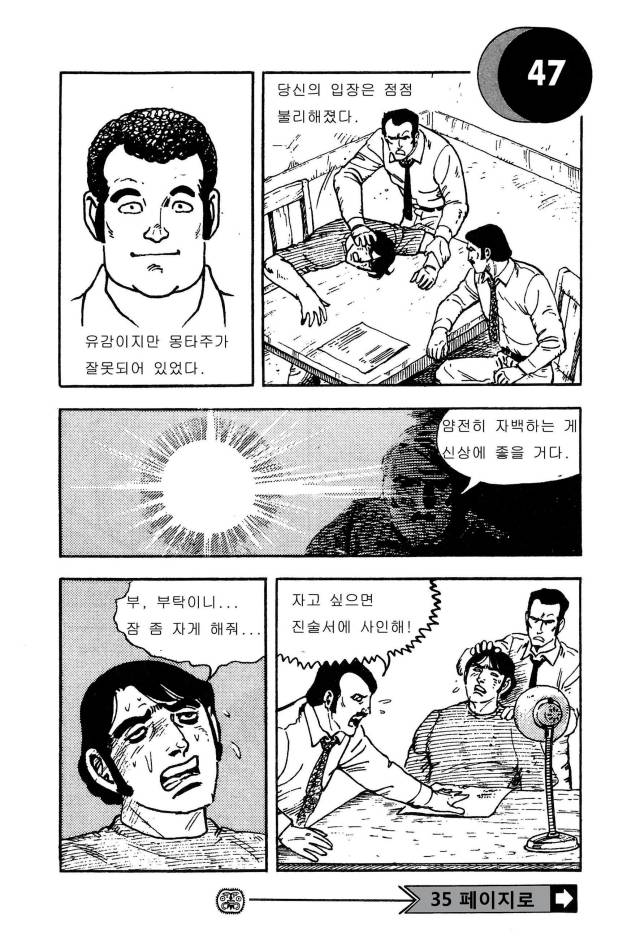 47
유감이지만 몽타주가
잘못되어 있었다.
당신의 입장은 점점
불리해졌다.
얌전히 자백하는 게
신상에 좋을 거다.
부, 부탁이니...
잠 좀 자게 해줘...
자고 싶으면
진술서에 사인해!
35 페이지로